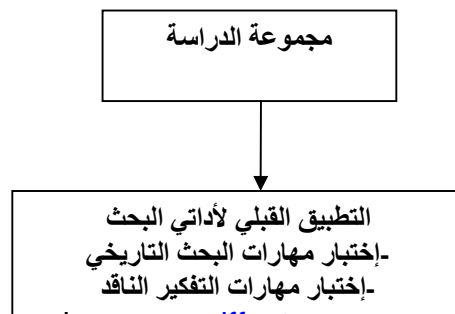 مجموعة الدراسة
التطبيق القبلي لأداتي البحث
-إختبار مهارات البحث التاريخي
-إختبار مهارات التفكير الناقد